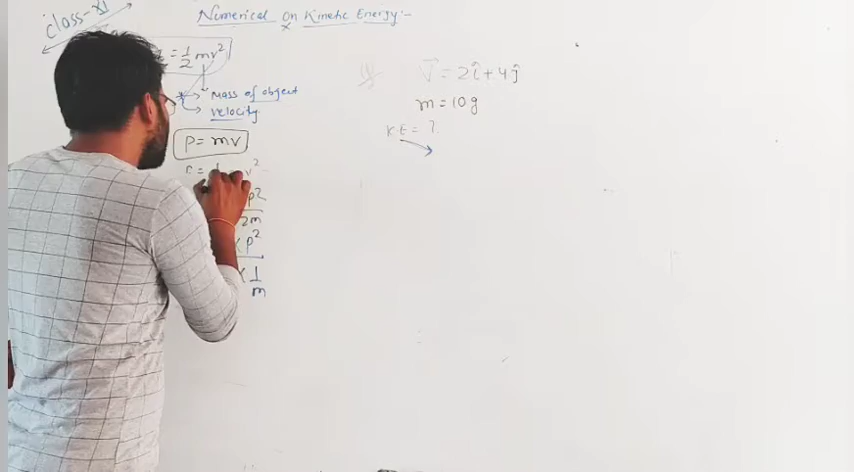 class-XI
Numerical on Kinetic Energy:-
= 1/2 mv²
→ Mass of object
→ velocity
P = mv
p²
2m
p²
1
m
V⃗ = 2î + 4ĵ
m = 10g
KE = ?